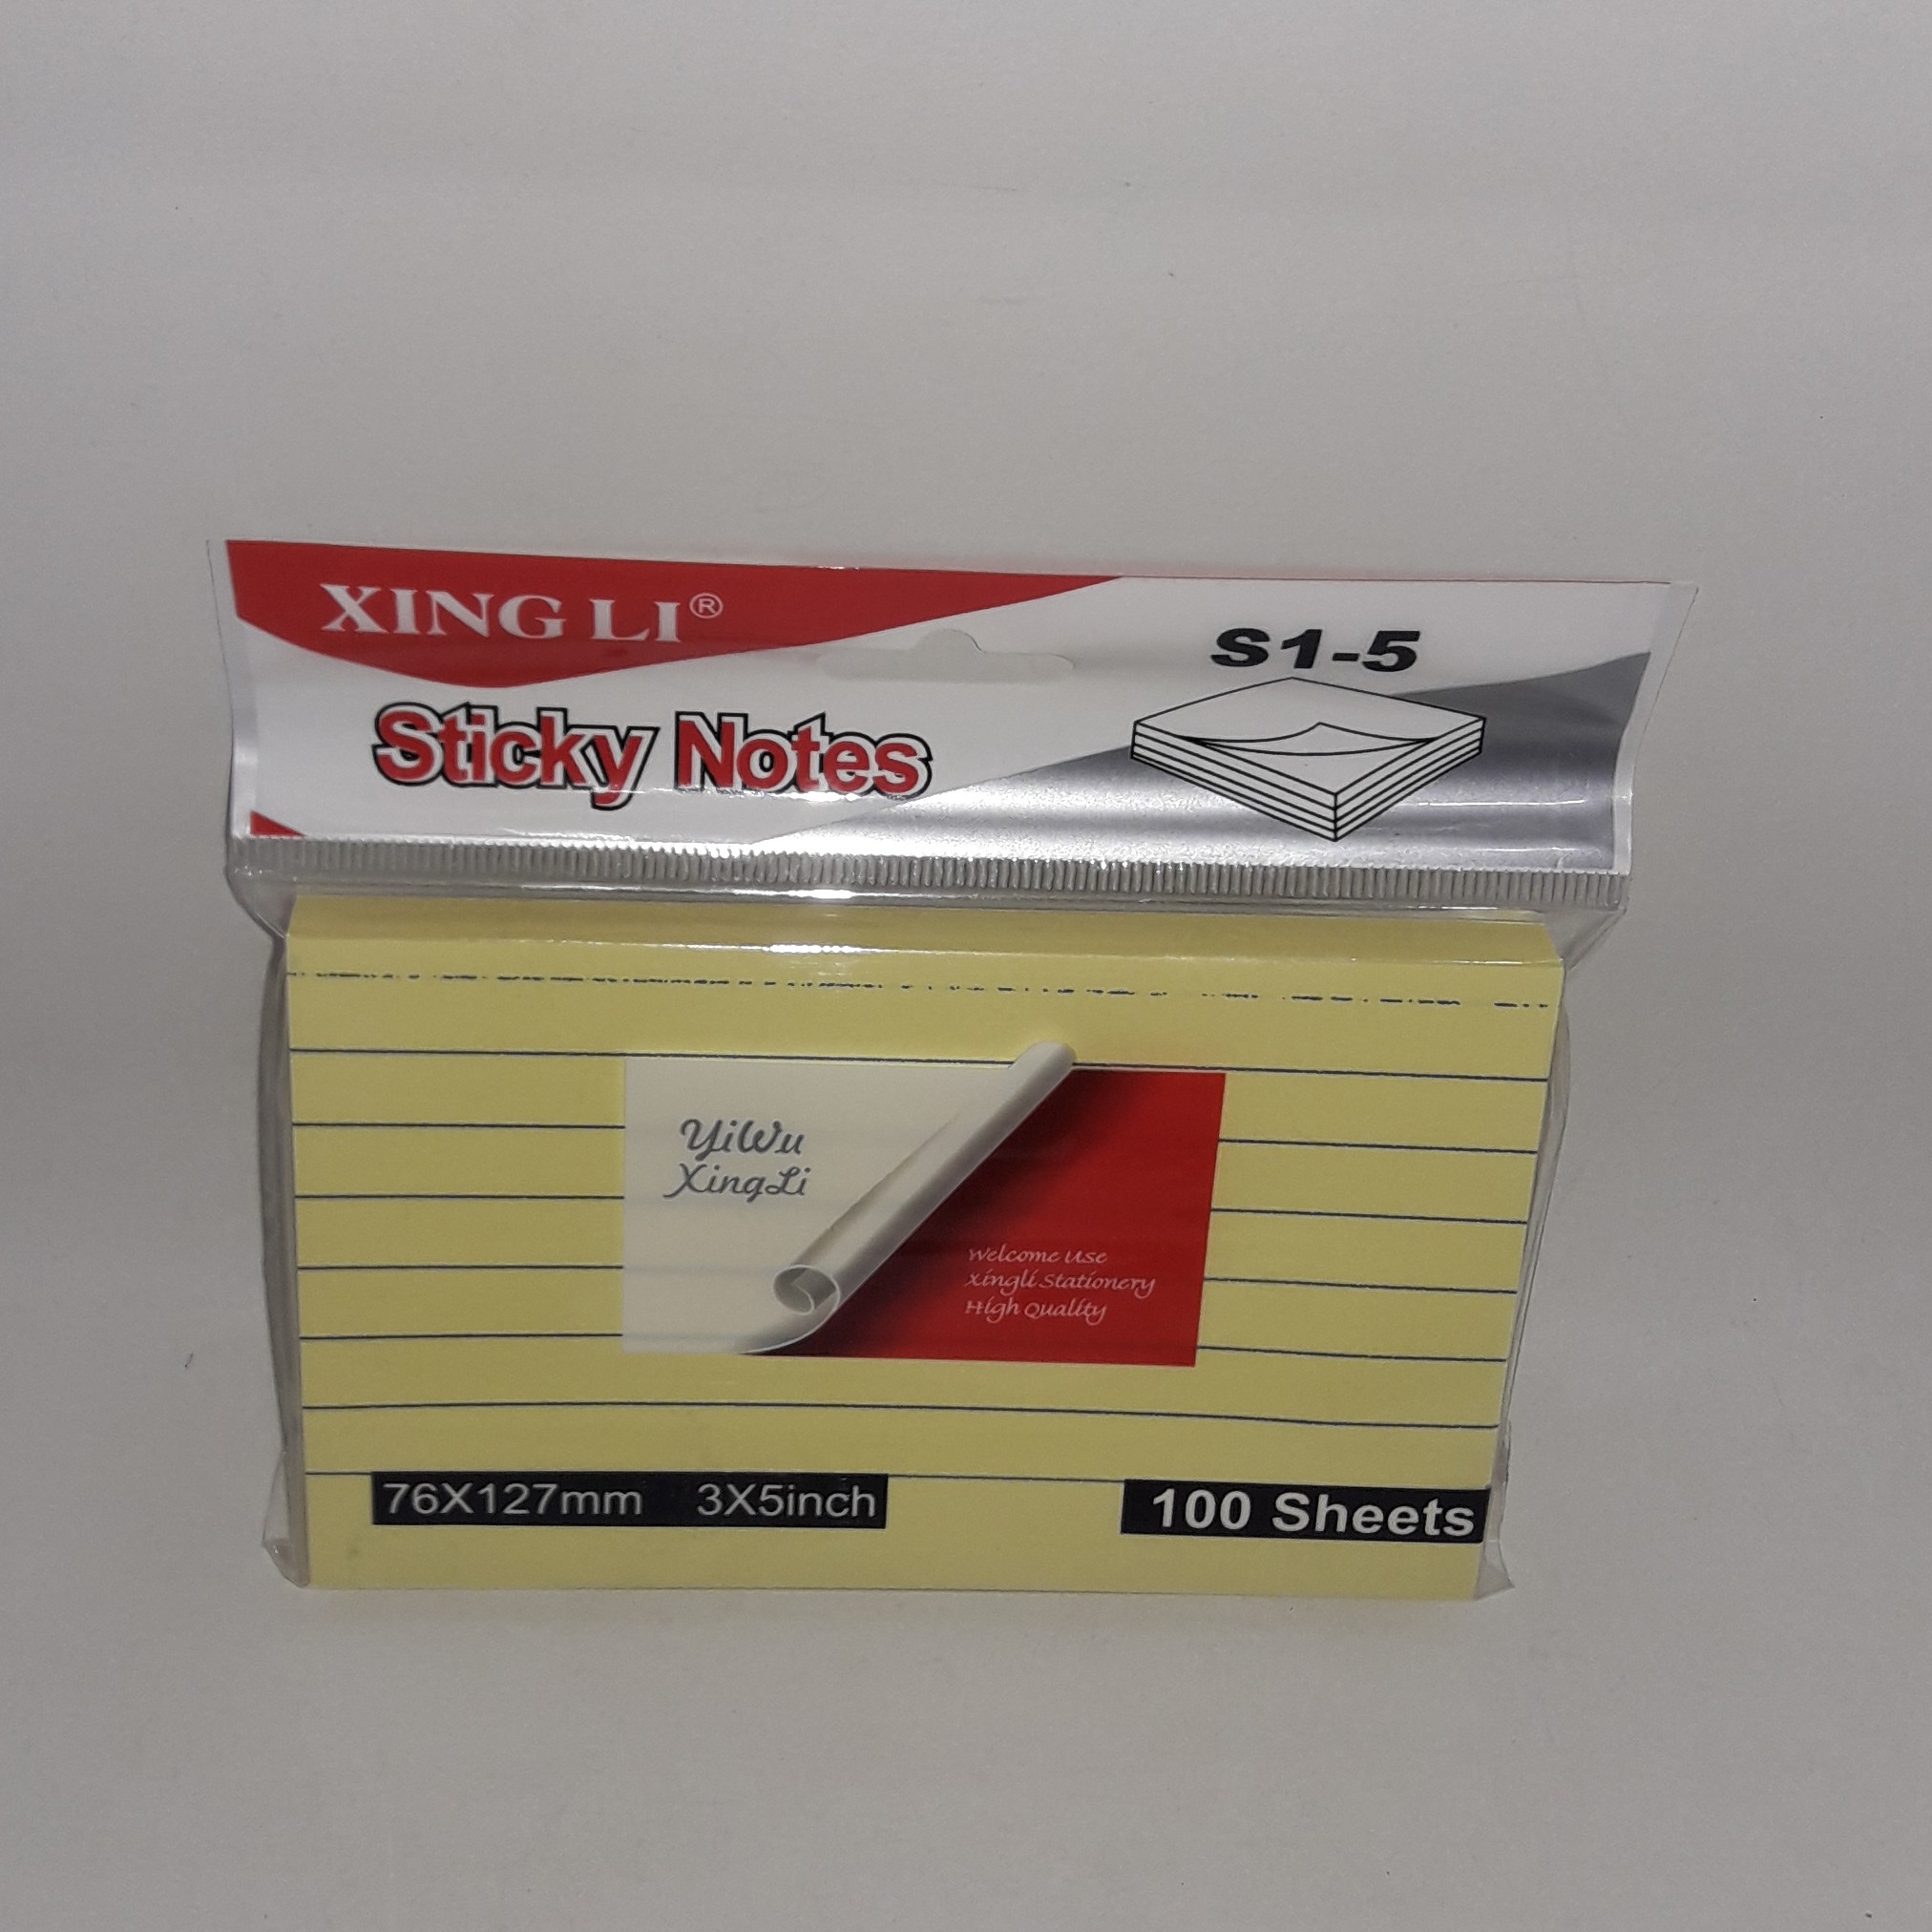 XING LI®
S1-5
Sticky Notes
YiWu
XingLi
Welcome Use
Xingli Stationery
High Quality
76X127mm 3X5inch
100 Sheets